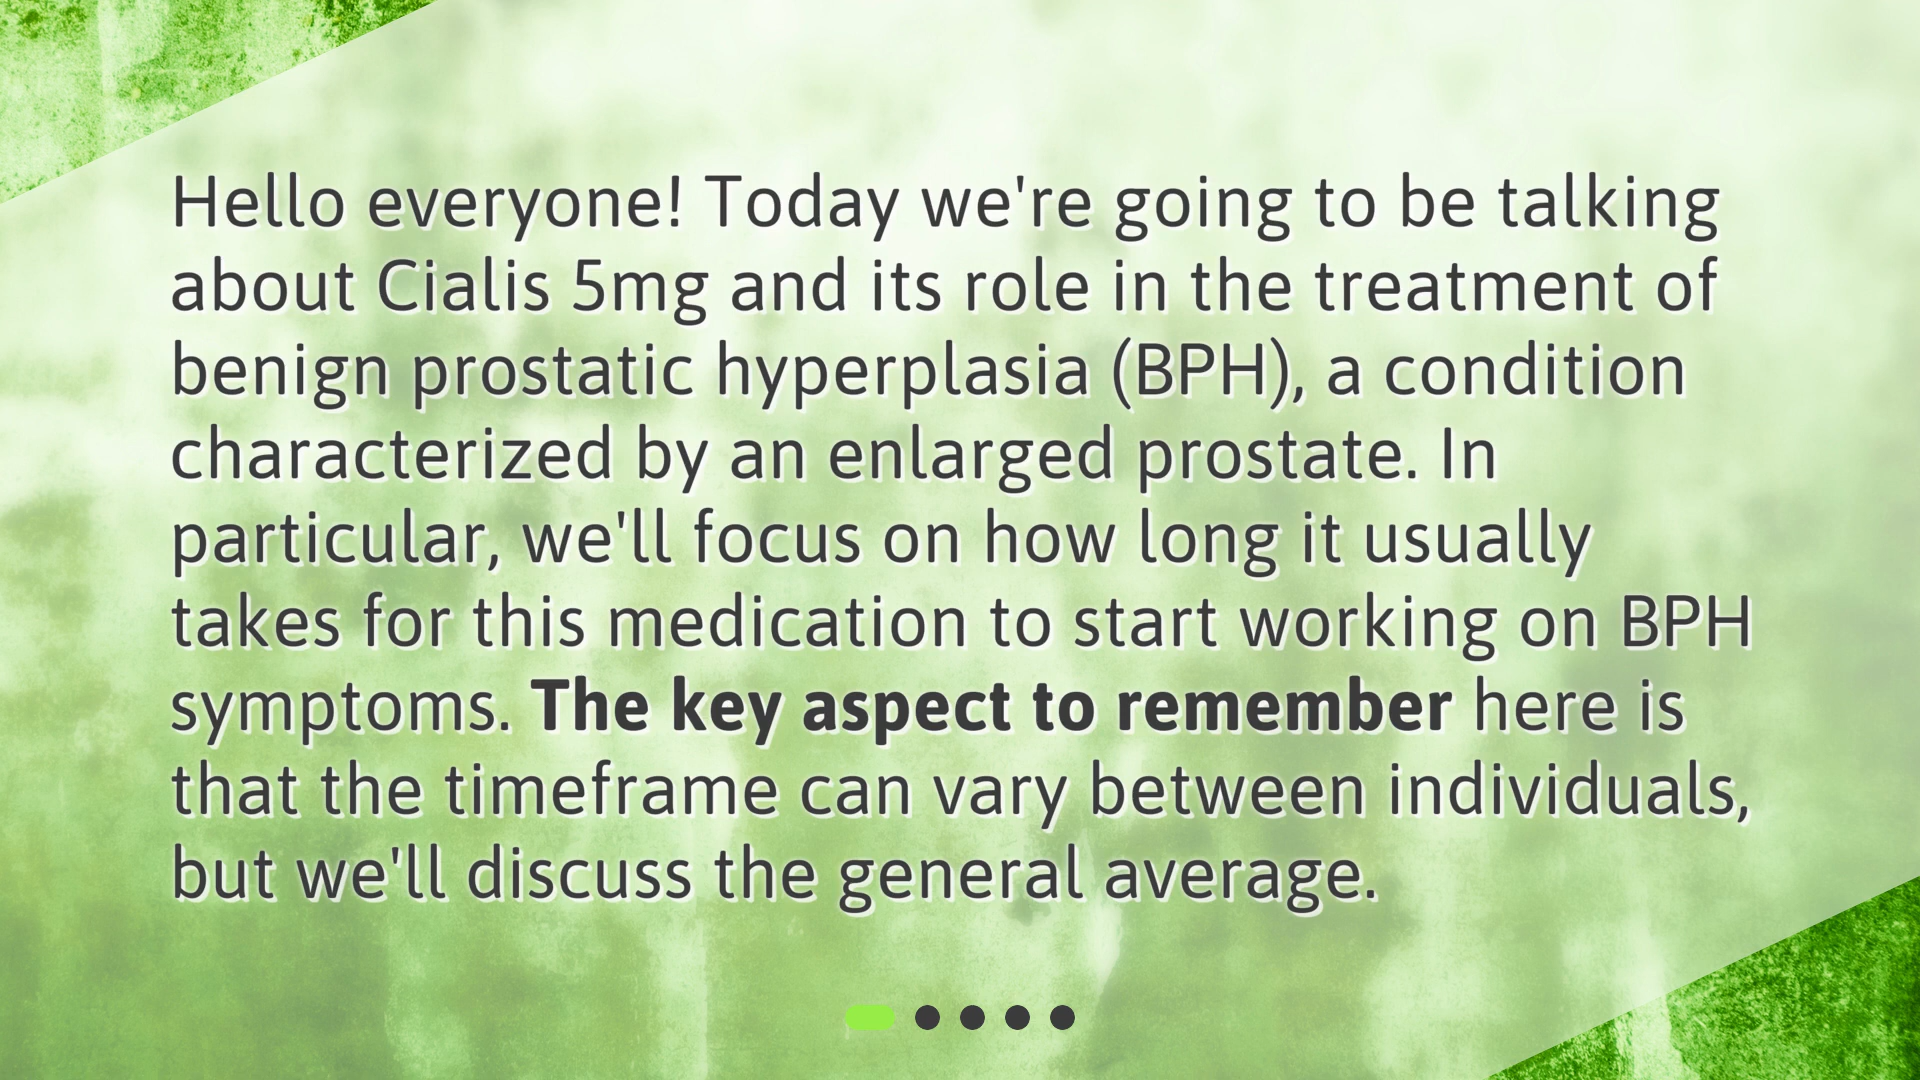 Hello everyone! Today we're going to be talking
about Cialis 5mg and its role in the treatment of
benign prostatic hyperplasia (BPH), a condition
characterized by an enlarged prostate. In
particular, we'll focus on how long it usually
takes for this medication to start working on BPH
symptoms. The key aspect to remember here is
that the timeframe can vary between individuals,
but we'll discuss the general average.